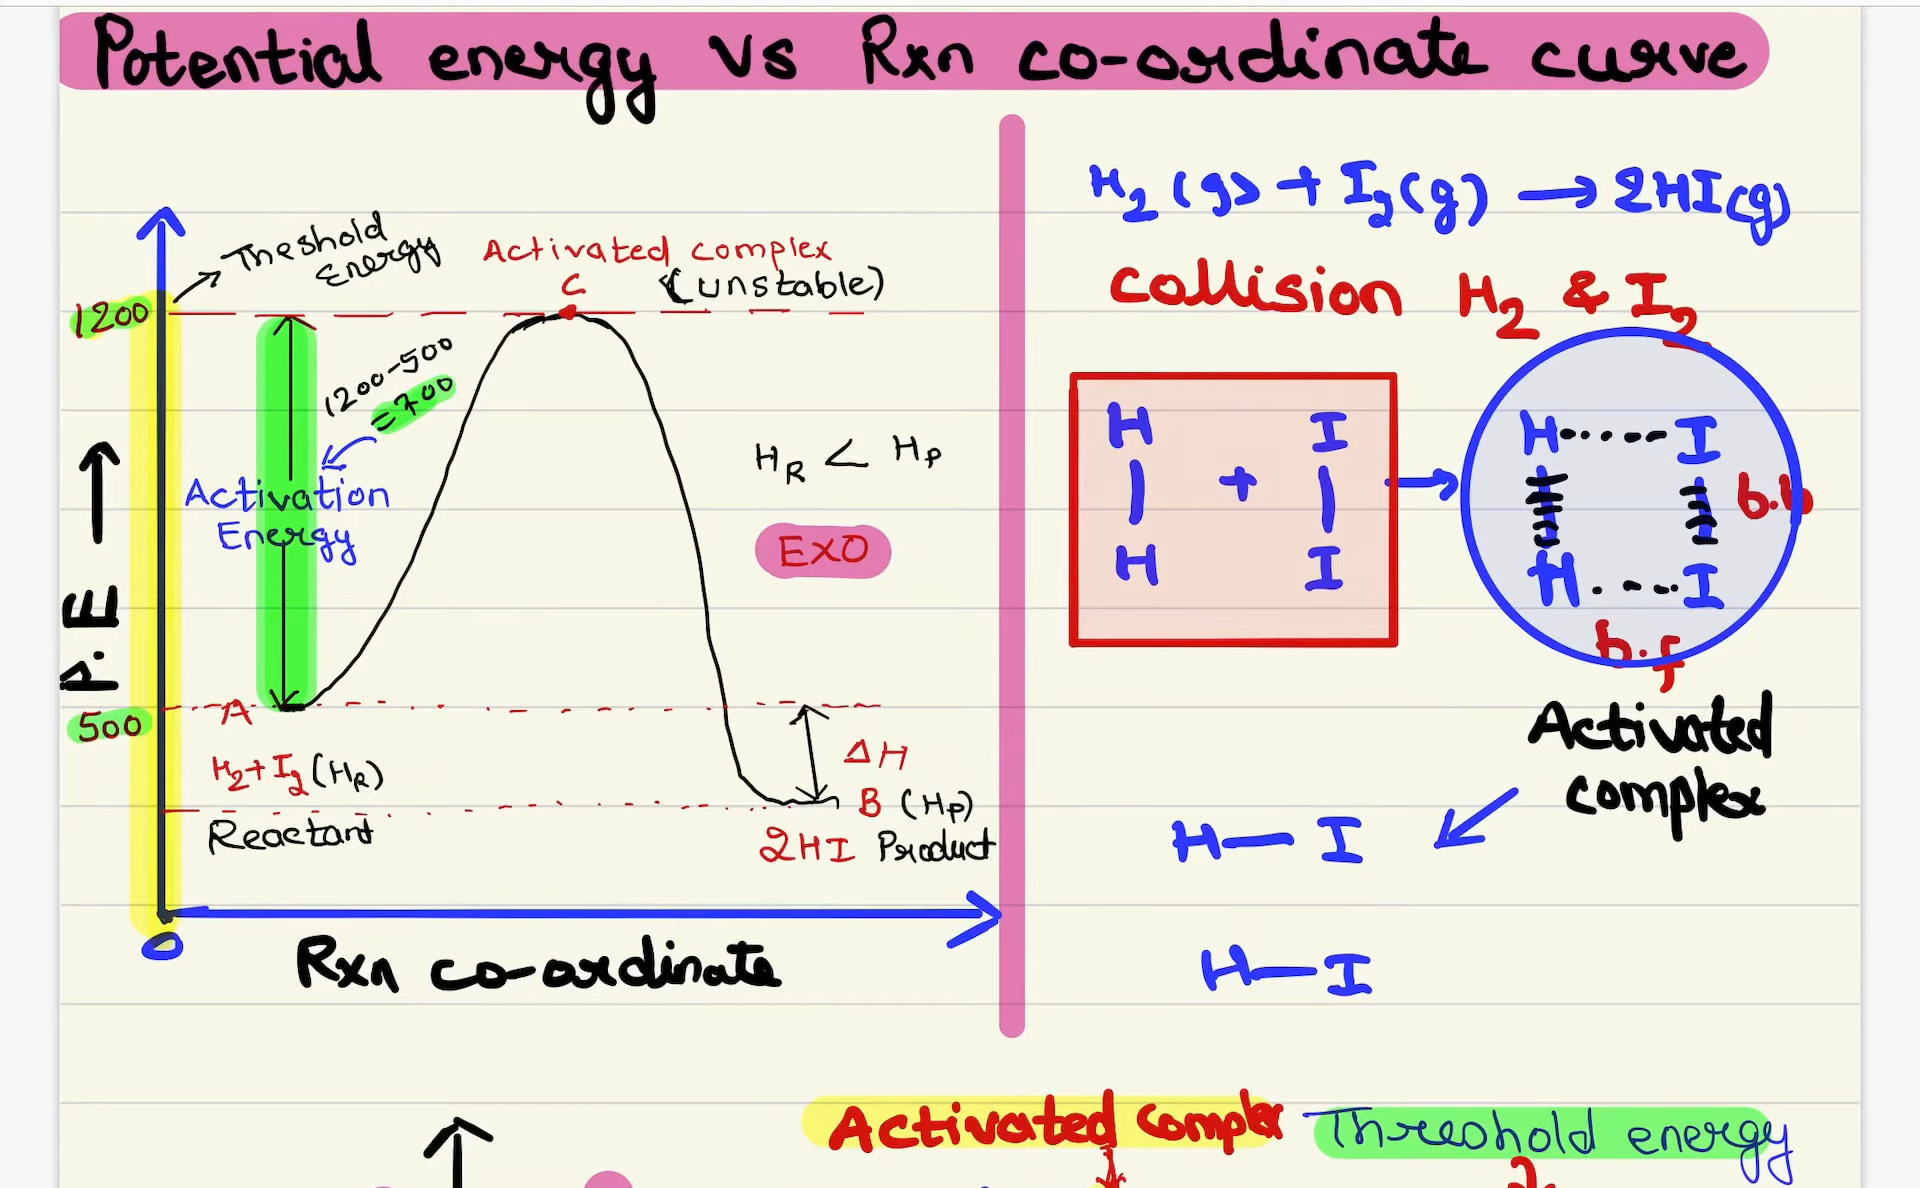 Potential energy vs Rxn co-ordinate curve
Theshold
Energy
Activated complex
C
(unstable)
1200
1200-500
=700
Activation
Energy
HR < HP
EXO
P.E
500
A
H2+I2 (HR)
Reactant
ΔH
B (HP)
2HI Product
O
Rxn co-ordinate
H2(g) + I2(g) → 2HI(g)
Collision H2 & I2
H I
+
H I
H I
b.b
H I
b.f
Activated
complex
H—I
H—I
Activated Complex
Threshold energy